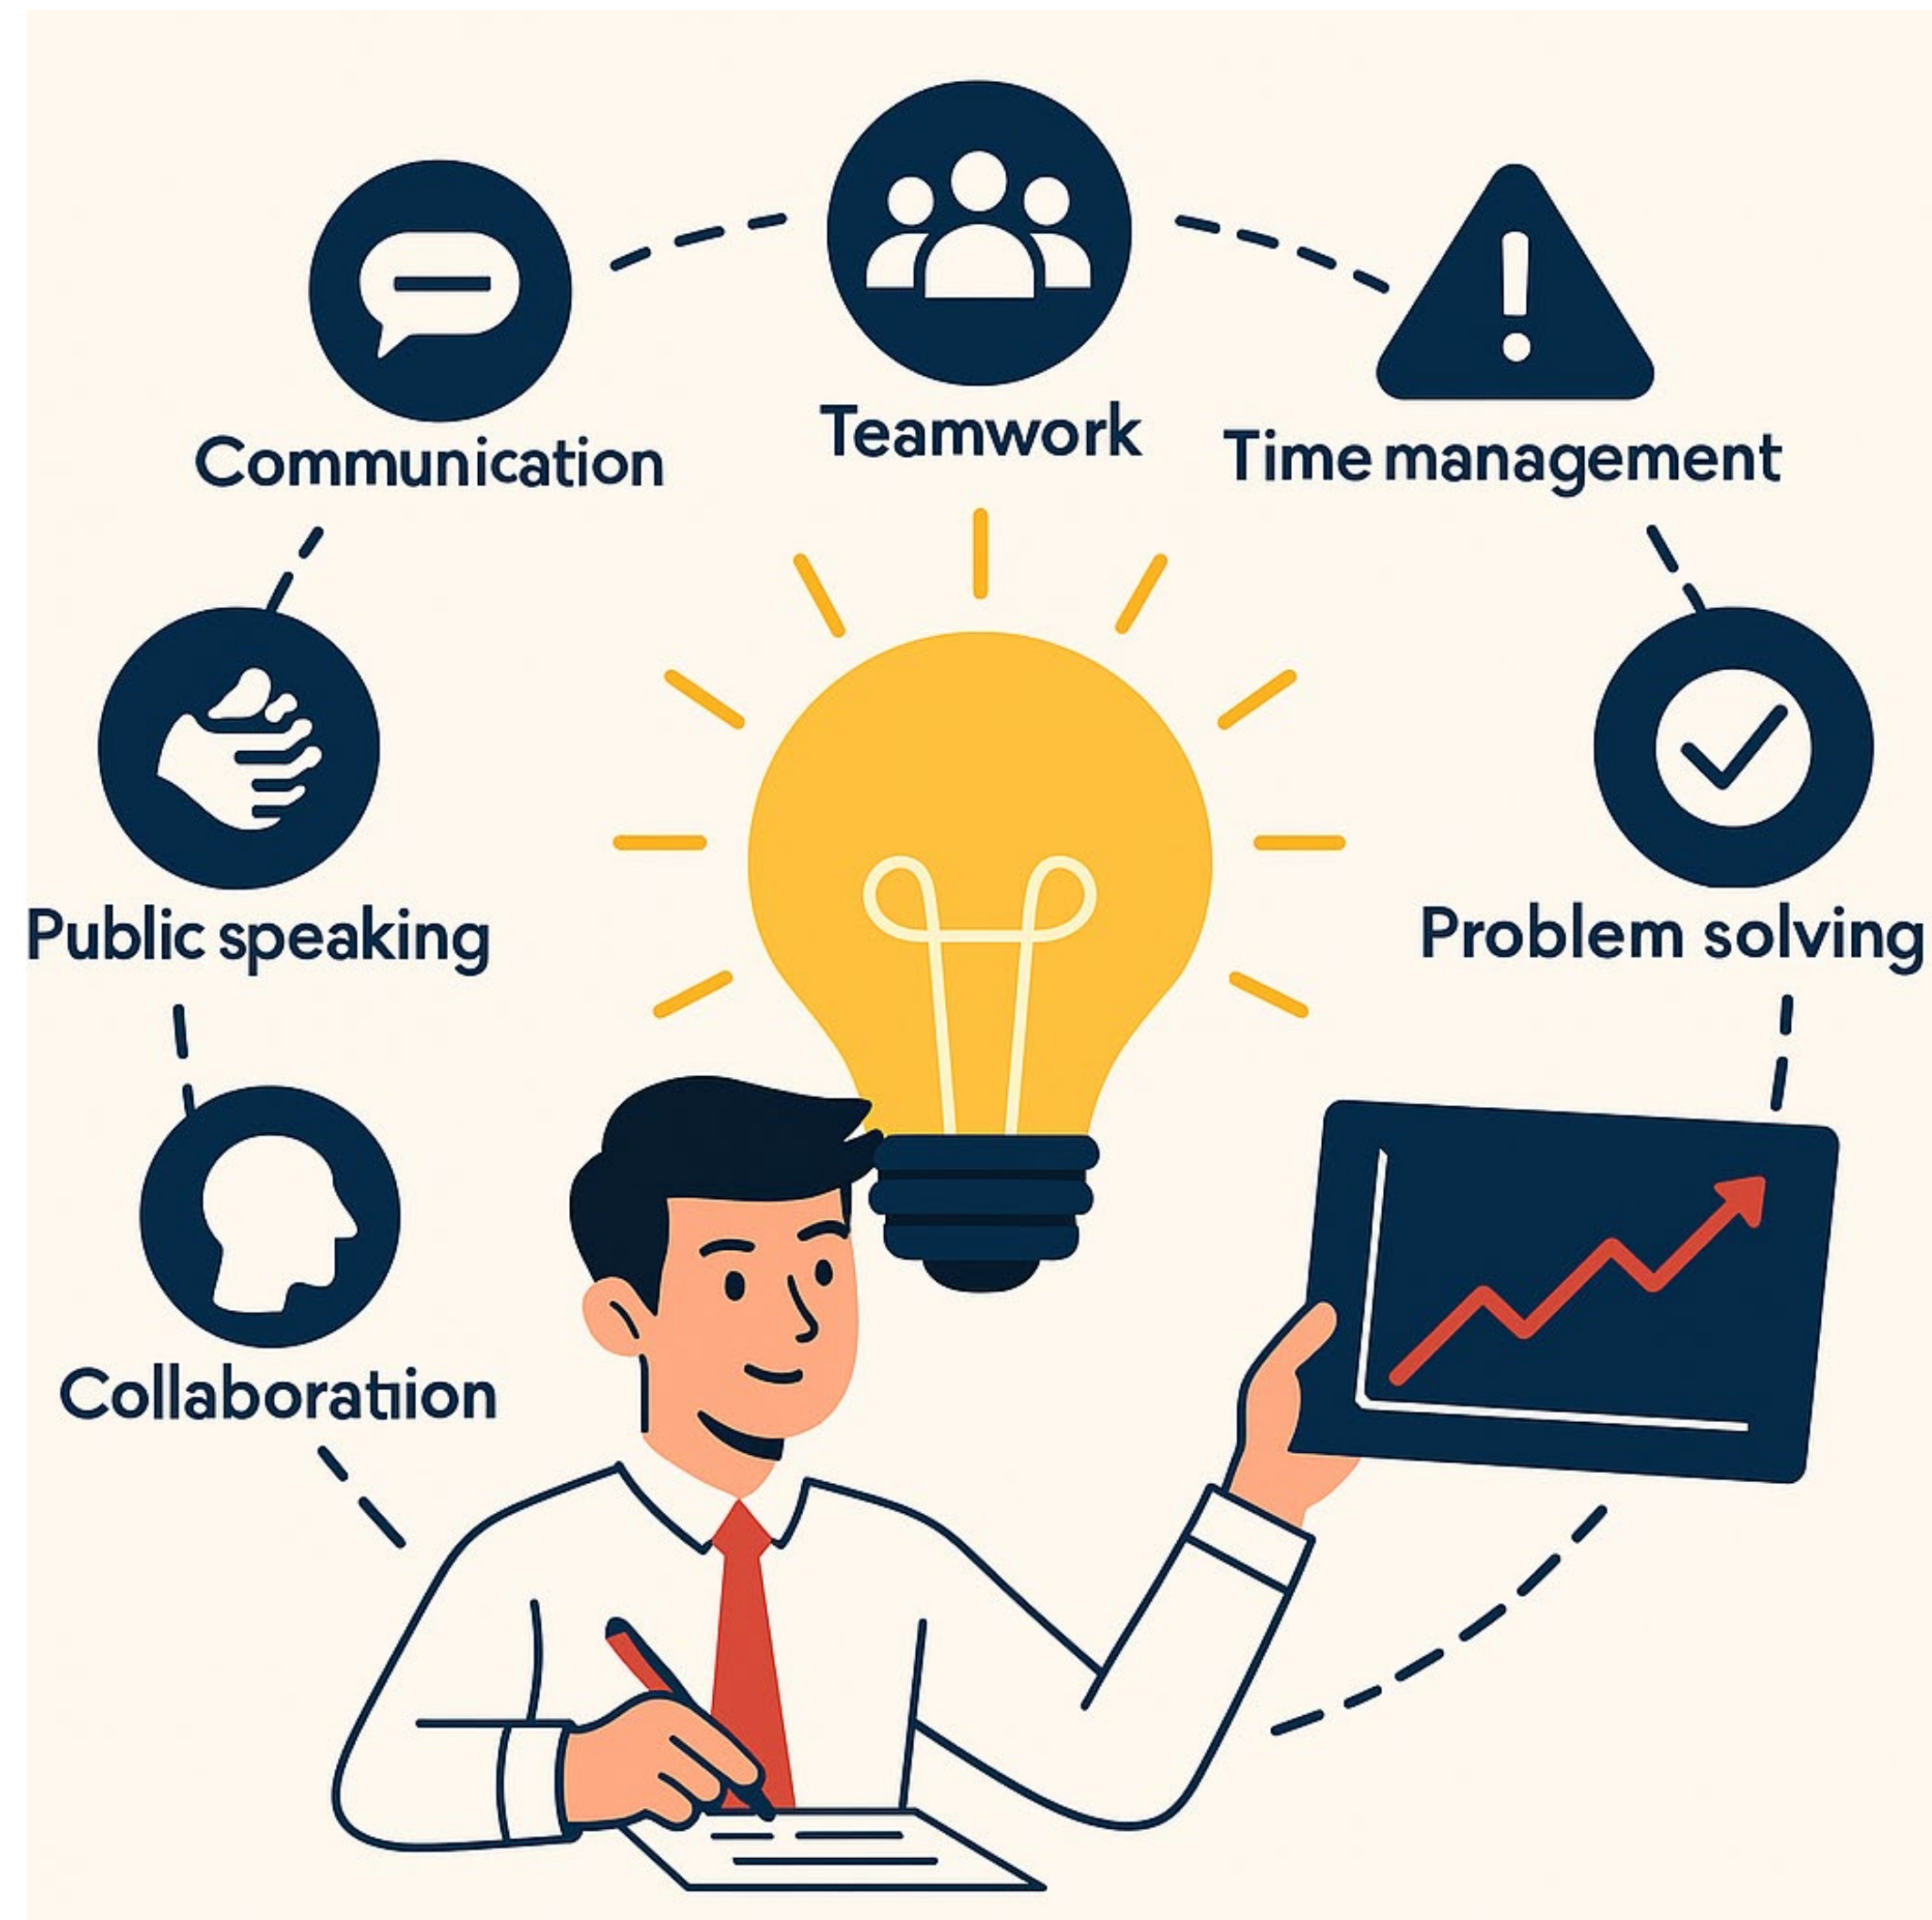 Teamwork
Communication
Time management
Public speaking
Problem solving
Collaboratiion